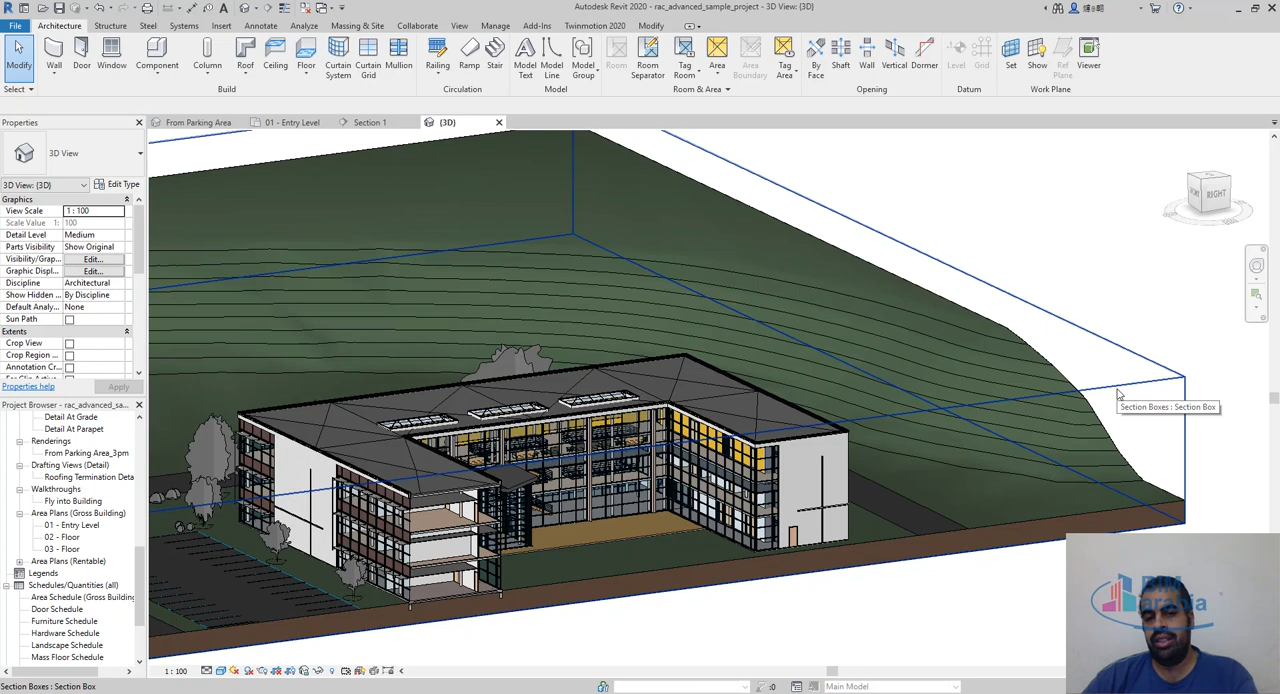 Autodesk Revit 2020 - rac_advanced_sample_project - 3D View: {3D}
File Architecture Structure Steel Systems Insert Annotate Analyze Massing & Site Collaborate View Manage Add-Ins Twinmotion 2020 Modify
Modify Wall Door Window Component Column Roof Ceiling Floor Curtain System Curtain Grid Mullion Railing Ramp Stair Model Text Model Line Model Group Room Room Separator Tag Room Area Area Boundary Tag Area By Face Shaft Wall Vertical Dormer Level Grid Set Show Ref Plane Viewer
Select Build Circulation Model Room & Area Opening Datum Work Plane
Properties
From Parking Area
01 - Entry Level
Section 1
{3D}
3D View
3D View: {3D} Edit Type
Graphics
View Scale 1 : 100
Scale Value 1: 100
Detail Level Medium
Parts Visibility Show Original
Visibility/Grap... Edit...
Graphic Displ... Edit...
Discipline Architectural
Show Hidden ... By Discipline
Default Analy... None
Sun Path
Extents
Crop View
Crop Region ...
Annotation Cr...
Properties help Apply
Project Browser - rac_advanced_sa...
Detail At Grade
Detail At Parapet
Renderings
From Parking Area_3pm
Drafting Views (Detail)
Roofing Termination Deta
Walkthroughs
Fly into Building
Area Plans (Gross Building)
01 - Entry Level
02 - Floor
03 - Floor
Area Plans (Rentable)
Legends
Schedules/Quantities (all)
Area Schedule (Gross Building
Door Schedule
Furniture Schedule
Hardware Schedule
Landscape Schedule
Mass Floor Schedule
RIGHT
Section Boxes : Section Box
BIM
arabia
1 : 100
Section Boxes : Section Box
:0
Main Model